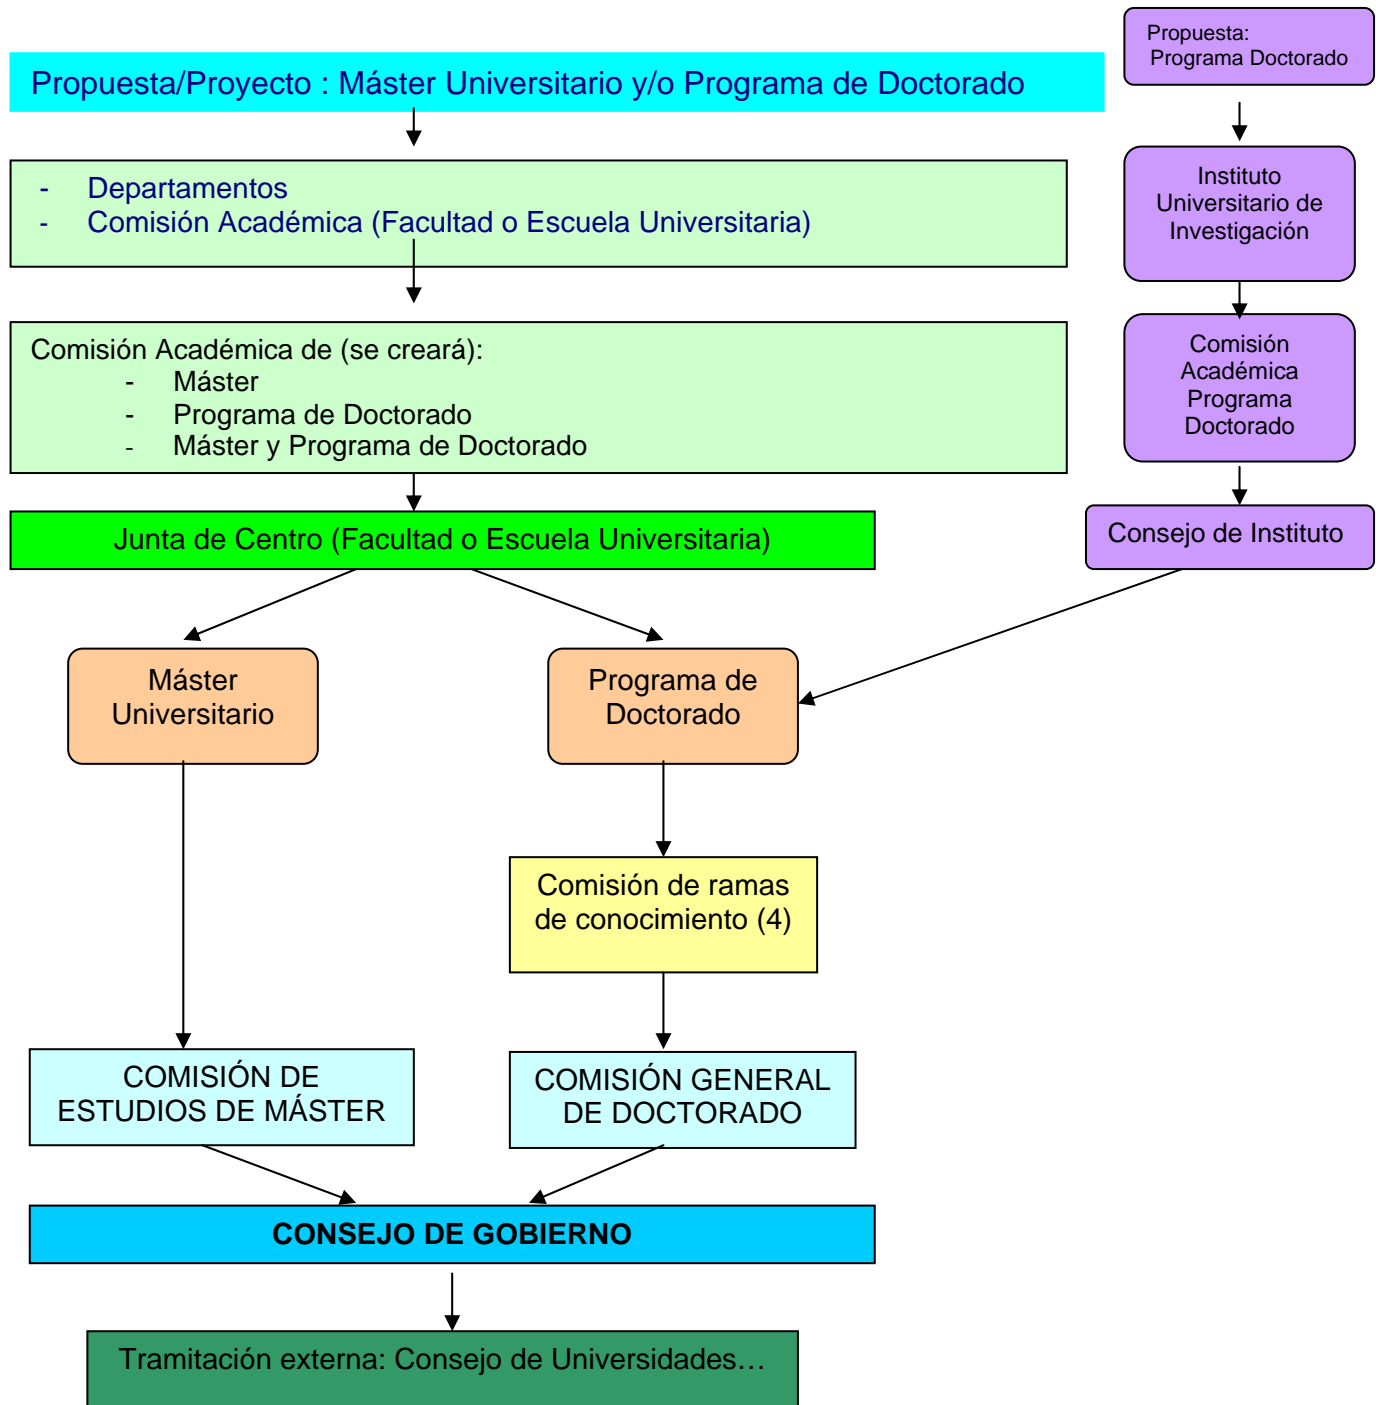 Propuesta/Proyecto : Máster Universitario y/o Programa de Doctorado
- Departamentos
- Comisión Académica (Facultad o Escuela Universitaria)
Comisión Académica de (se creará):
- Máster
- Programa de Doctorado
- Máster y Programa de Doctorado
Junta de Centro (Facultad o Escuela Universitaria)
Propuesta:
Programa Doctorado
Instituto
Universitario de
Investigación
Comisión
Académica
Programa
Doctorado
Consejo de Instituto
Máster
Universitario
Programa de
Doctorado
Comisión de ramas
de conocimiento (4)
COMISIÓN DE
ESTUDIOS DE MÁSTER
COMISIÓN GENERAL
DE DOCTORADO
CONSEJO DE GOBIERNO
Tramitación externa: Consejo de Universidades…